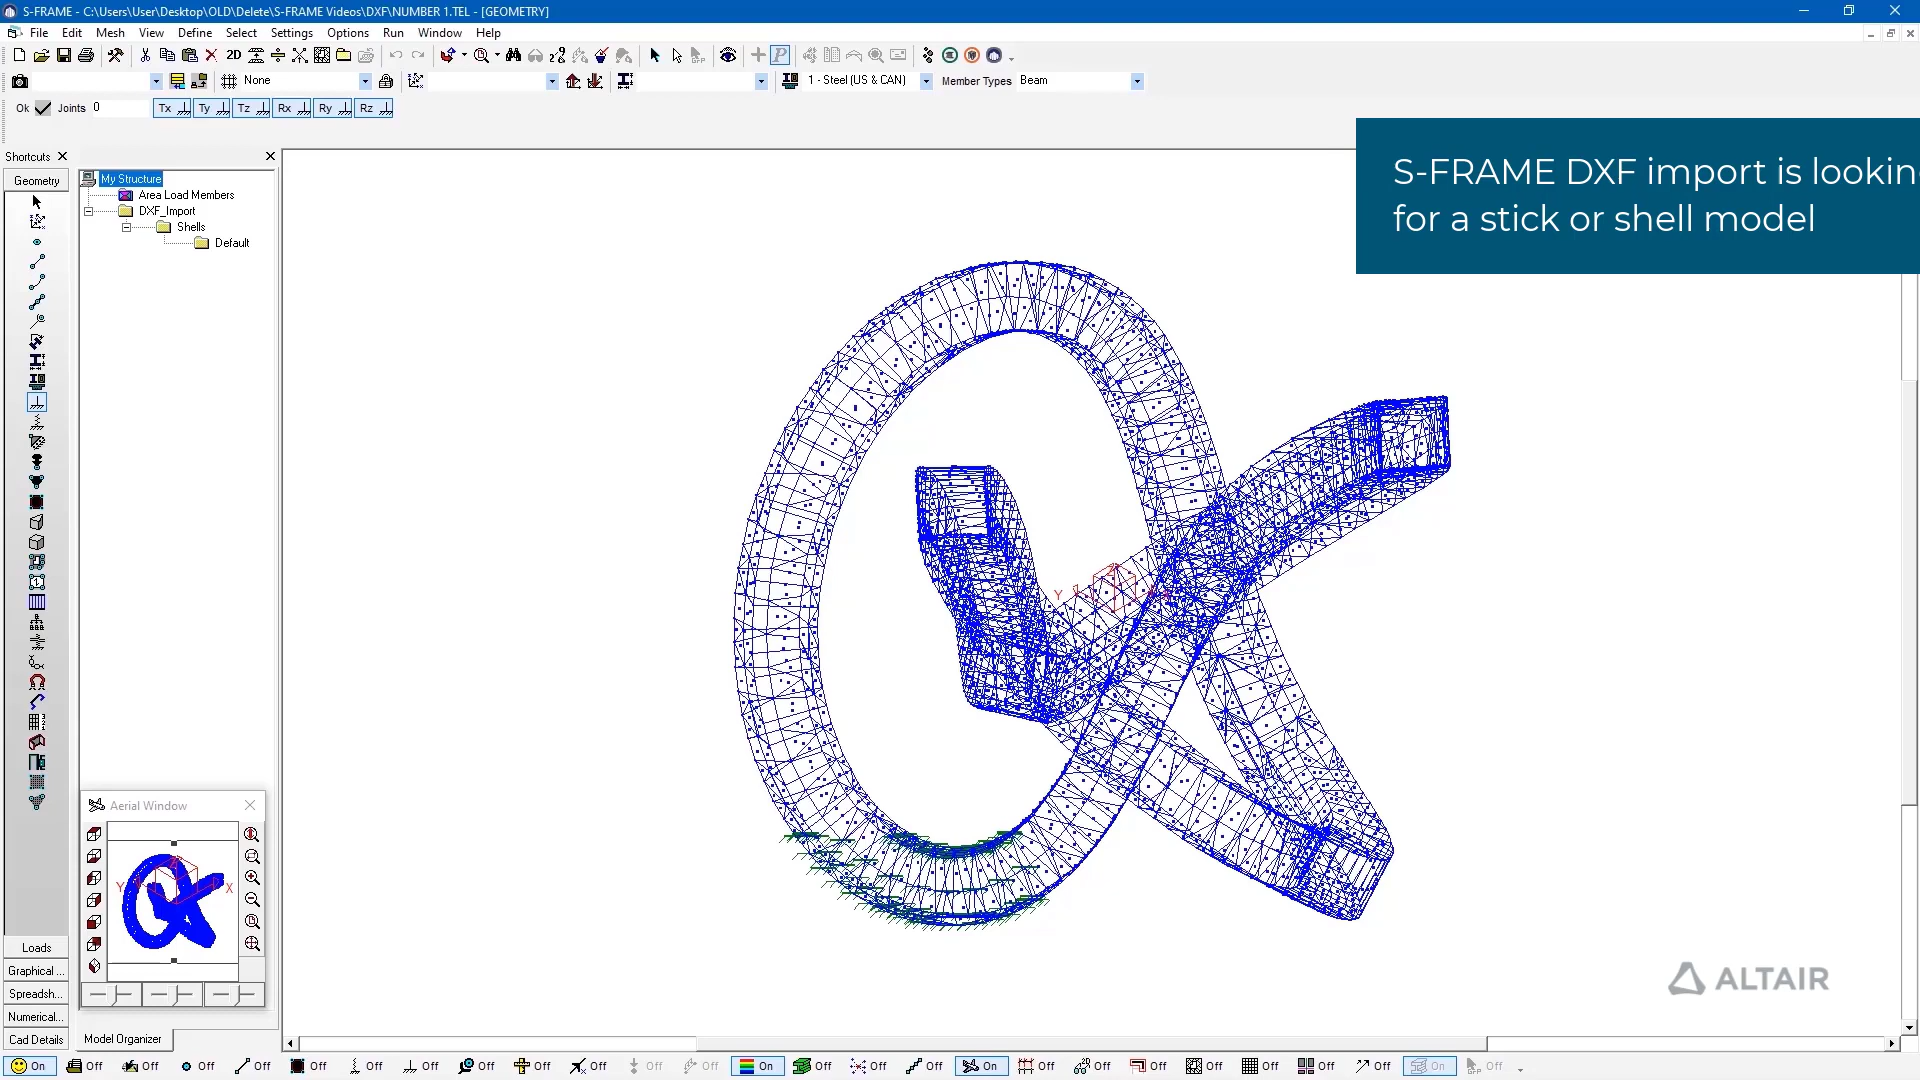 S-FRAME - C:\Users\User\Desktop\OLD\Delete\S-FRAME Videos\DXF\NUMBER 1.TEL - [GEOMETRY]
File Edit Mesh View Define Select Settings Options Run Window Help
2D
None 1 - Steel (US & CAN) Member Types Beam
Ok Joints 0 Tx Ty Tz Rx Ry Rz
Shortcuts
Geometry
My Structure
Area Load Members
DXF_Import
Shells
Default
S-FRAME DXF import is lookin
for a stick or shell model
Y
Z
Aerial Window
Y
Z
X
Loads
Graphical ...
Spreadsh...
Numerical...
Cad Details
Model Organizer
ALTAIR
On Off Off Off Off Off Off Off Off Off Off Off Off On Off Off Off On Off Off Off Off Off Off Off On Off